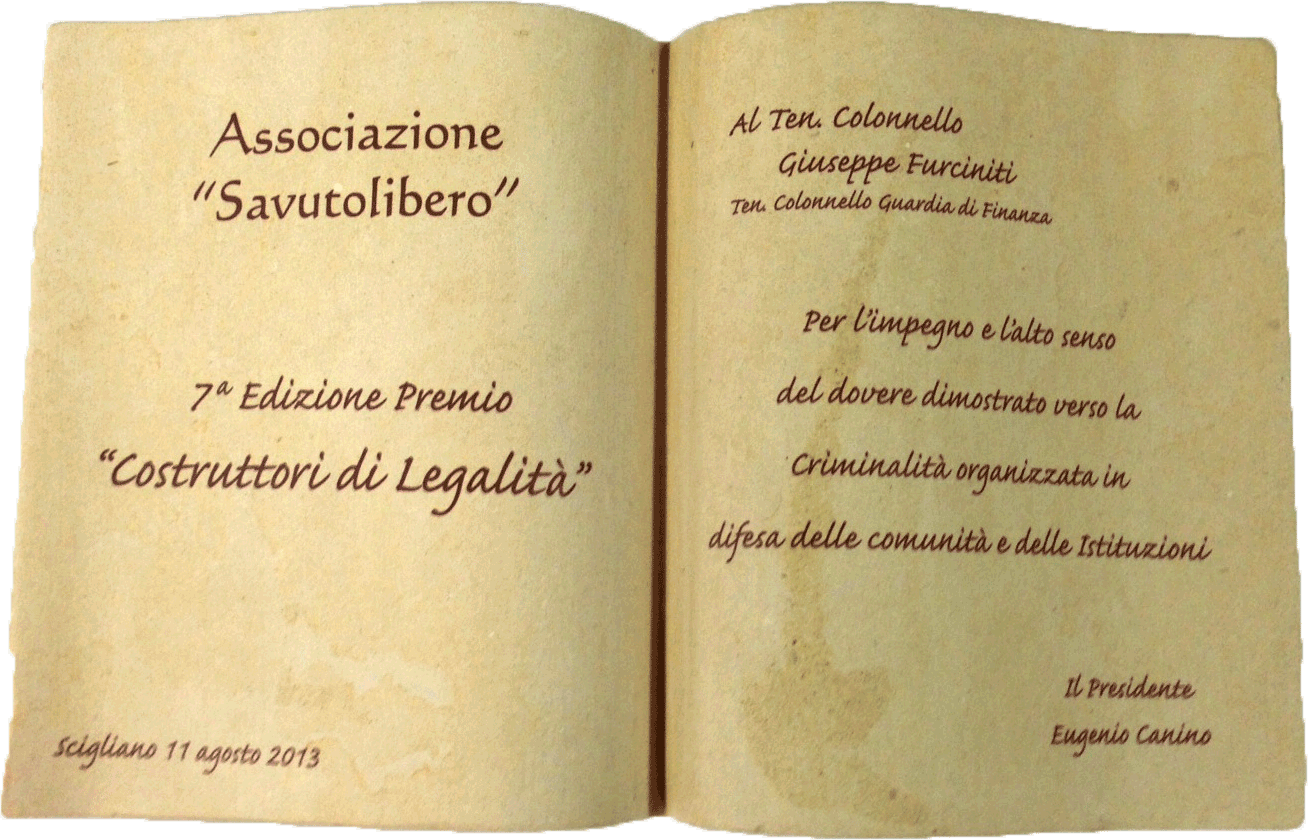 Associazione
"Savutolibero"
7ª Edizione Premio
“Costruttori di Legalità”
Scigliano 11 agosto 2013
Al Ten. Colonnello
Giuseppe Furciniti
Ten. Colonnello Guardia di Finanza
Per l’impegno e l’alto senso
del dovere dimostrato verso la
Criminalità organizzata in
difesa delle comunità e delle Istituzioni
Il Presidente
Eugenio Canino